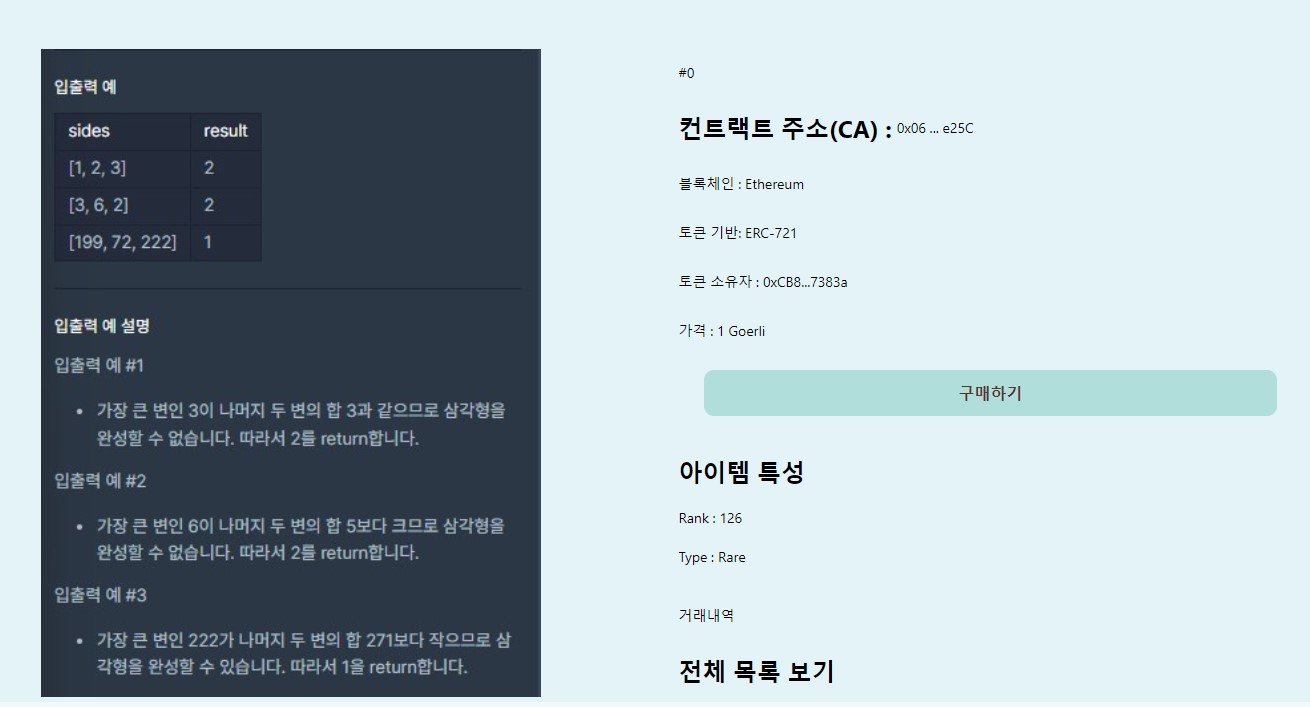 입출력 예
sides result
[1, 2, 3] 2
[3, 6, 2] 2
[199, 72, 222] 1
입출력 예 설명
입출력 예 #1
• 가장 큰 변인 3이 나머지 두 변의 합 3과 같으므로 삼각형을
완성할 수 없습니다. 따라서 2를 return합니다.
입출력 예 #2
• 가장 큰 변인 6이 나머지 두 변의 합 5보다 크므로 삼각형을
완성할 수 없습니다. 따라서 2를 return합니다.
입출력 예 #3
• 가장 큰 변인 222가 나머지 두 변의 합 271보다 작으므로 삼
각형을 완성할 수 있습니다. 따라서 1을 return합니다.
#0
컨트랙트 주소(CA) : 0x06 ... e25C
블록체인 : Ethereum
토큰 기반: ERC-721
토큰 소유자 : 0xCB8...7383a
가격 : 1 Goerli
구매하기
아이템 특성
Rank : 126
Type : Rare
거래내역
전체 목록 보기